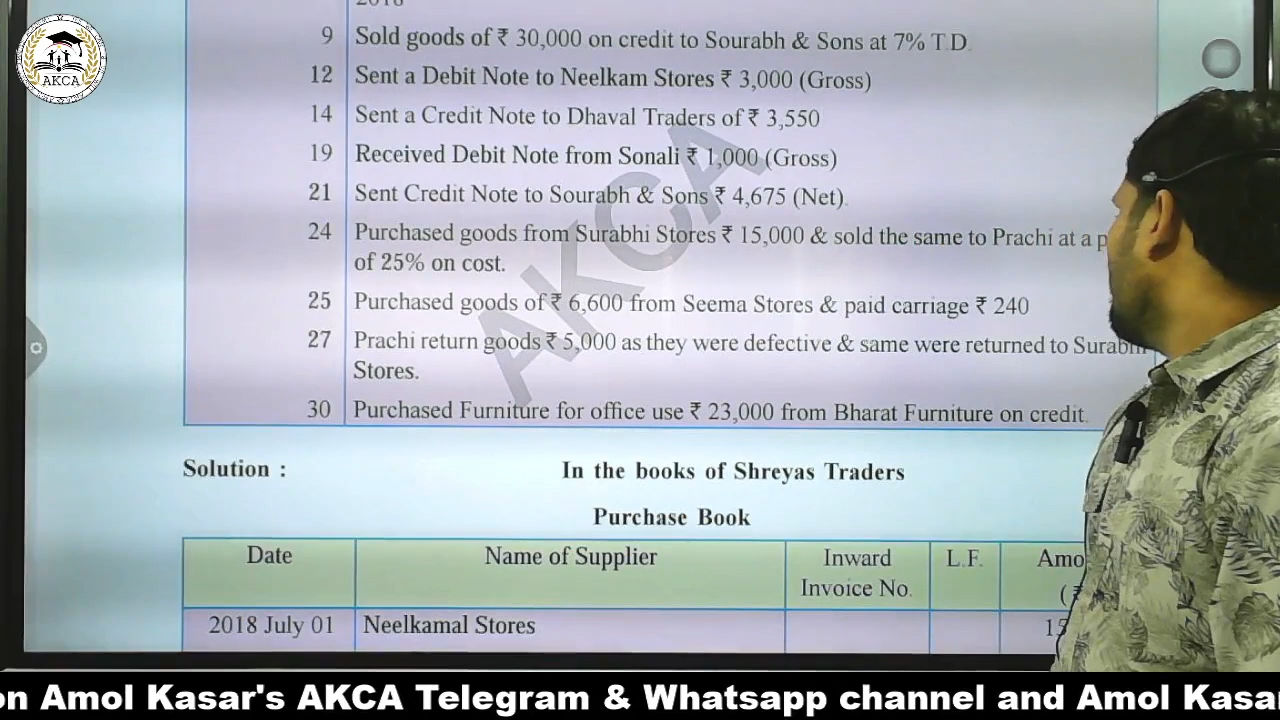 AKCA
9 Sold goods of ₹ 30,000 on credit to Sourabh & Sons at 7% T.D.
12 Sent a Debit Note to Neelkam Stores ₹ 3,000 (Gross)
14 Sent a Credit Note to Dhaval Traders of ₹ 3,550
19 Received Debit Note from Sonali ₹ 1,000 (Gross)
21 Sent Credit Note to Sourabh & Sons ₹ 4,675 (Net).
24 Purchased goods from Surabhi Stores ₹ 15,000 & sold the same to Prachi at a
of 25% on cost.
25 Purchased goods of ₹ 6,600 from Seema Stores & paid carriage ₹ 240
27 Prachi return goods ₹ 5,000 as they were defective & same were returned to Surabhi
Stores.
30 Purchased Furniture for office use ₹ 23,000 from Bharat Furniture on credit.
AKCA
Solution : In the books of Shreyas Traders
Purchase Book
Date Name of Supplier Inward L.F. Amo
Invoice No. (₹
2018 July 01 Neelkamal Stores 15
on Amol Kasar's AKCA Telegram & Whatsapp channel and Amol Kasa